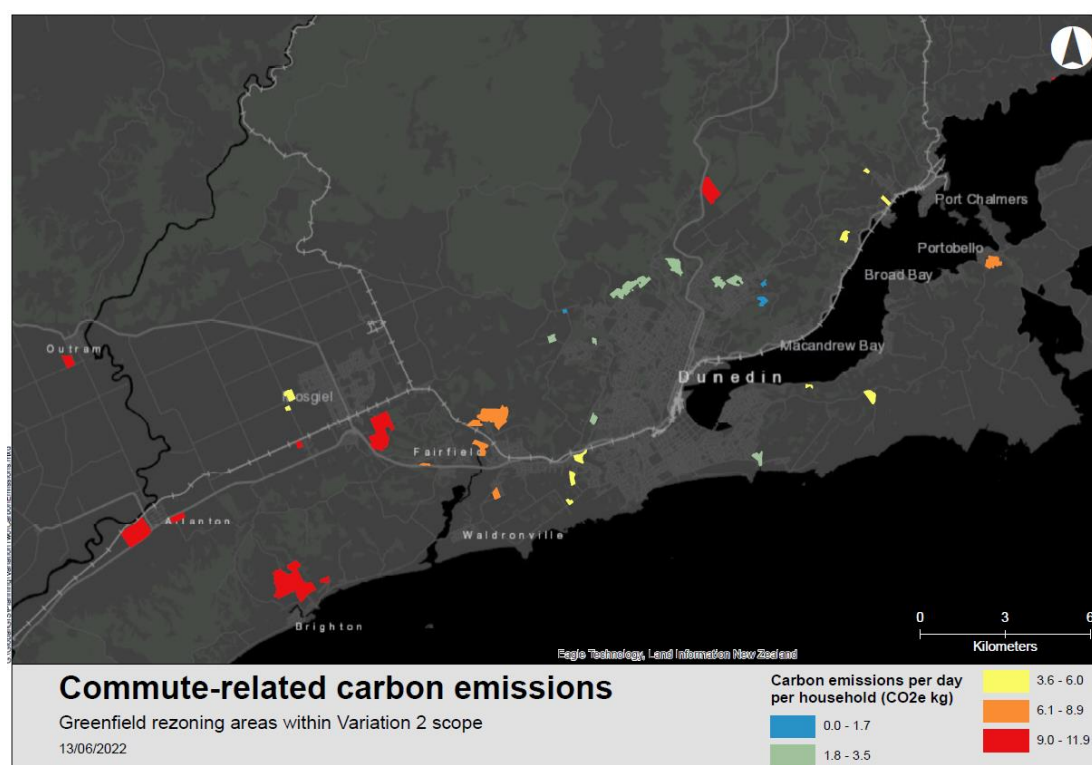 Port Chalmers
Portobello
Broad Bay
Outram
Macandrew Bay
Dunedin
Mosgiel
Fairfield
Allanton
Waldronville
Brighton
0 3 6
Kilometers
Eagle Technology, Land Information New Zealand
Commute-related carbon emissions
Greenfield rezoning areas within Variation 2 scope
13/06/2022
Carbon emissions per day
per household (CO2e kg)
0.0 - 1.7
1.8 - 3.5
3.6 - 6.0
6.1 - 8.9
9.0 - 11.9